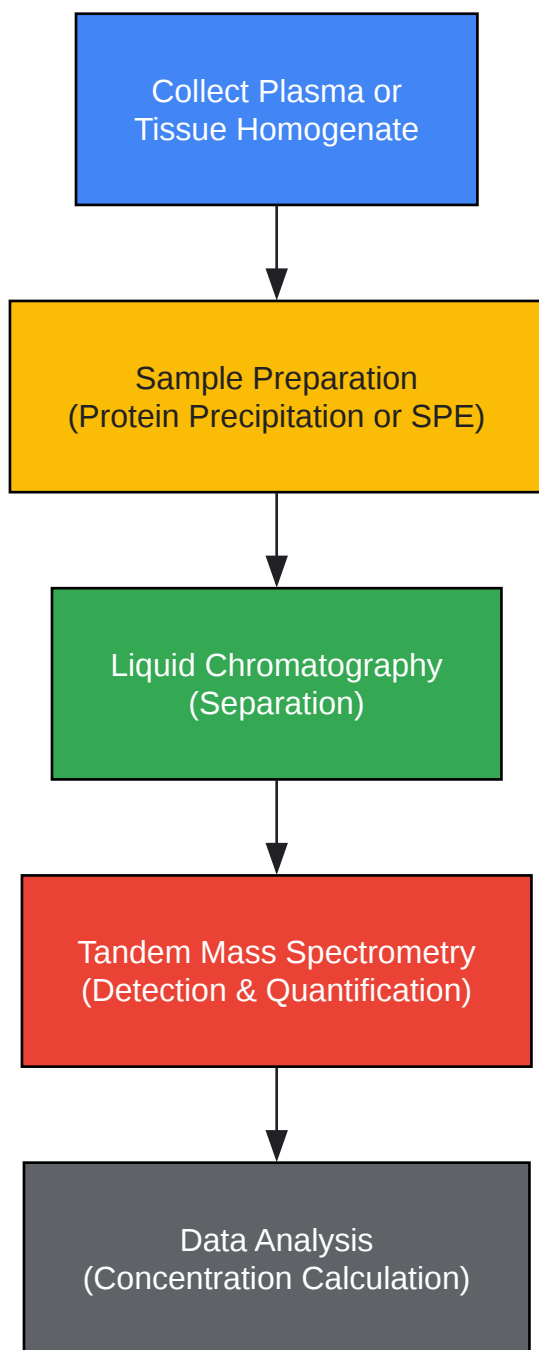 Collect Plasma or
Tissue Homogenate
Sample Preparation
(Protein Precipitation or SPE)
Liquid Chromatography
(Separation)
Tandem Mass Spectrometry
(Detection & Quantification)
Data Analysis
(Concentration Calculation)